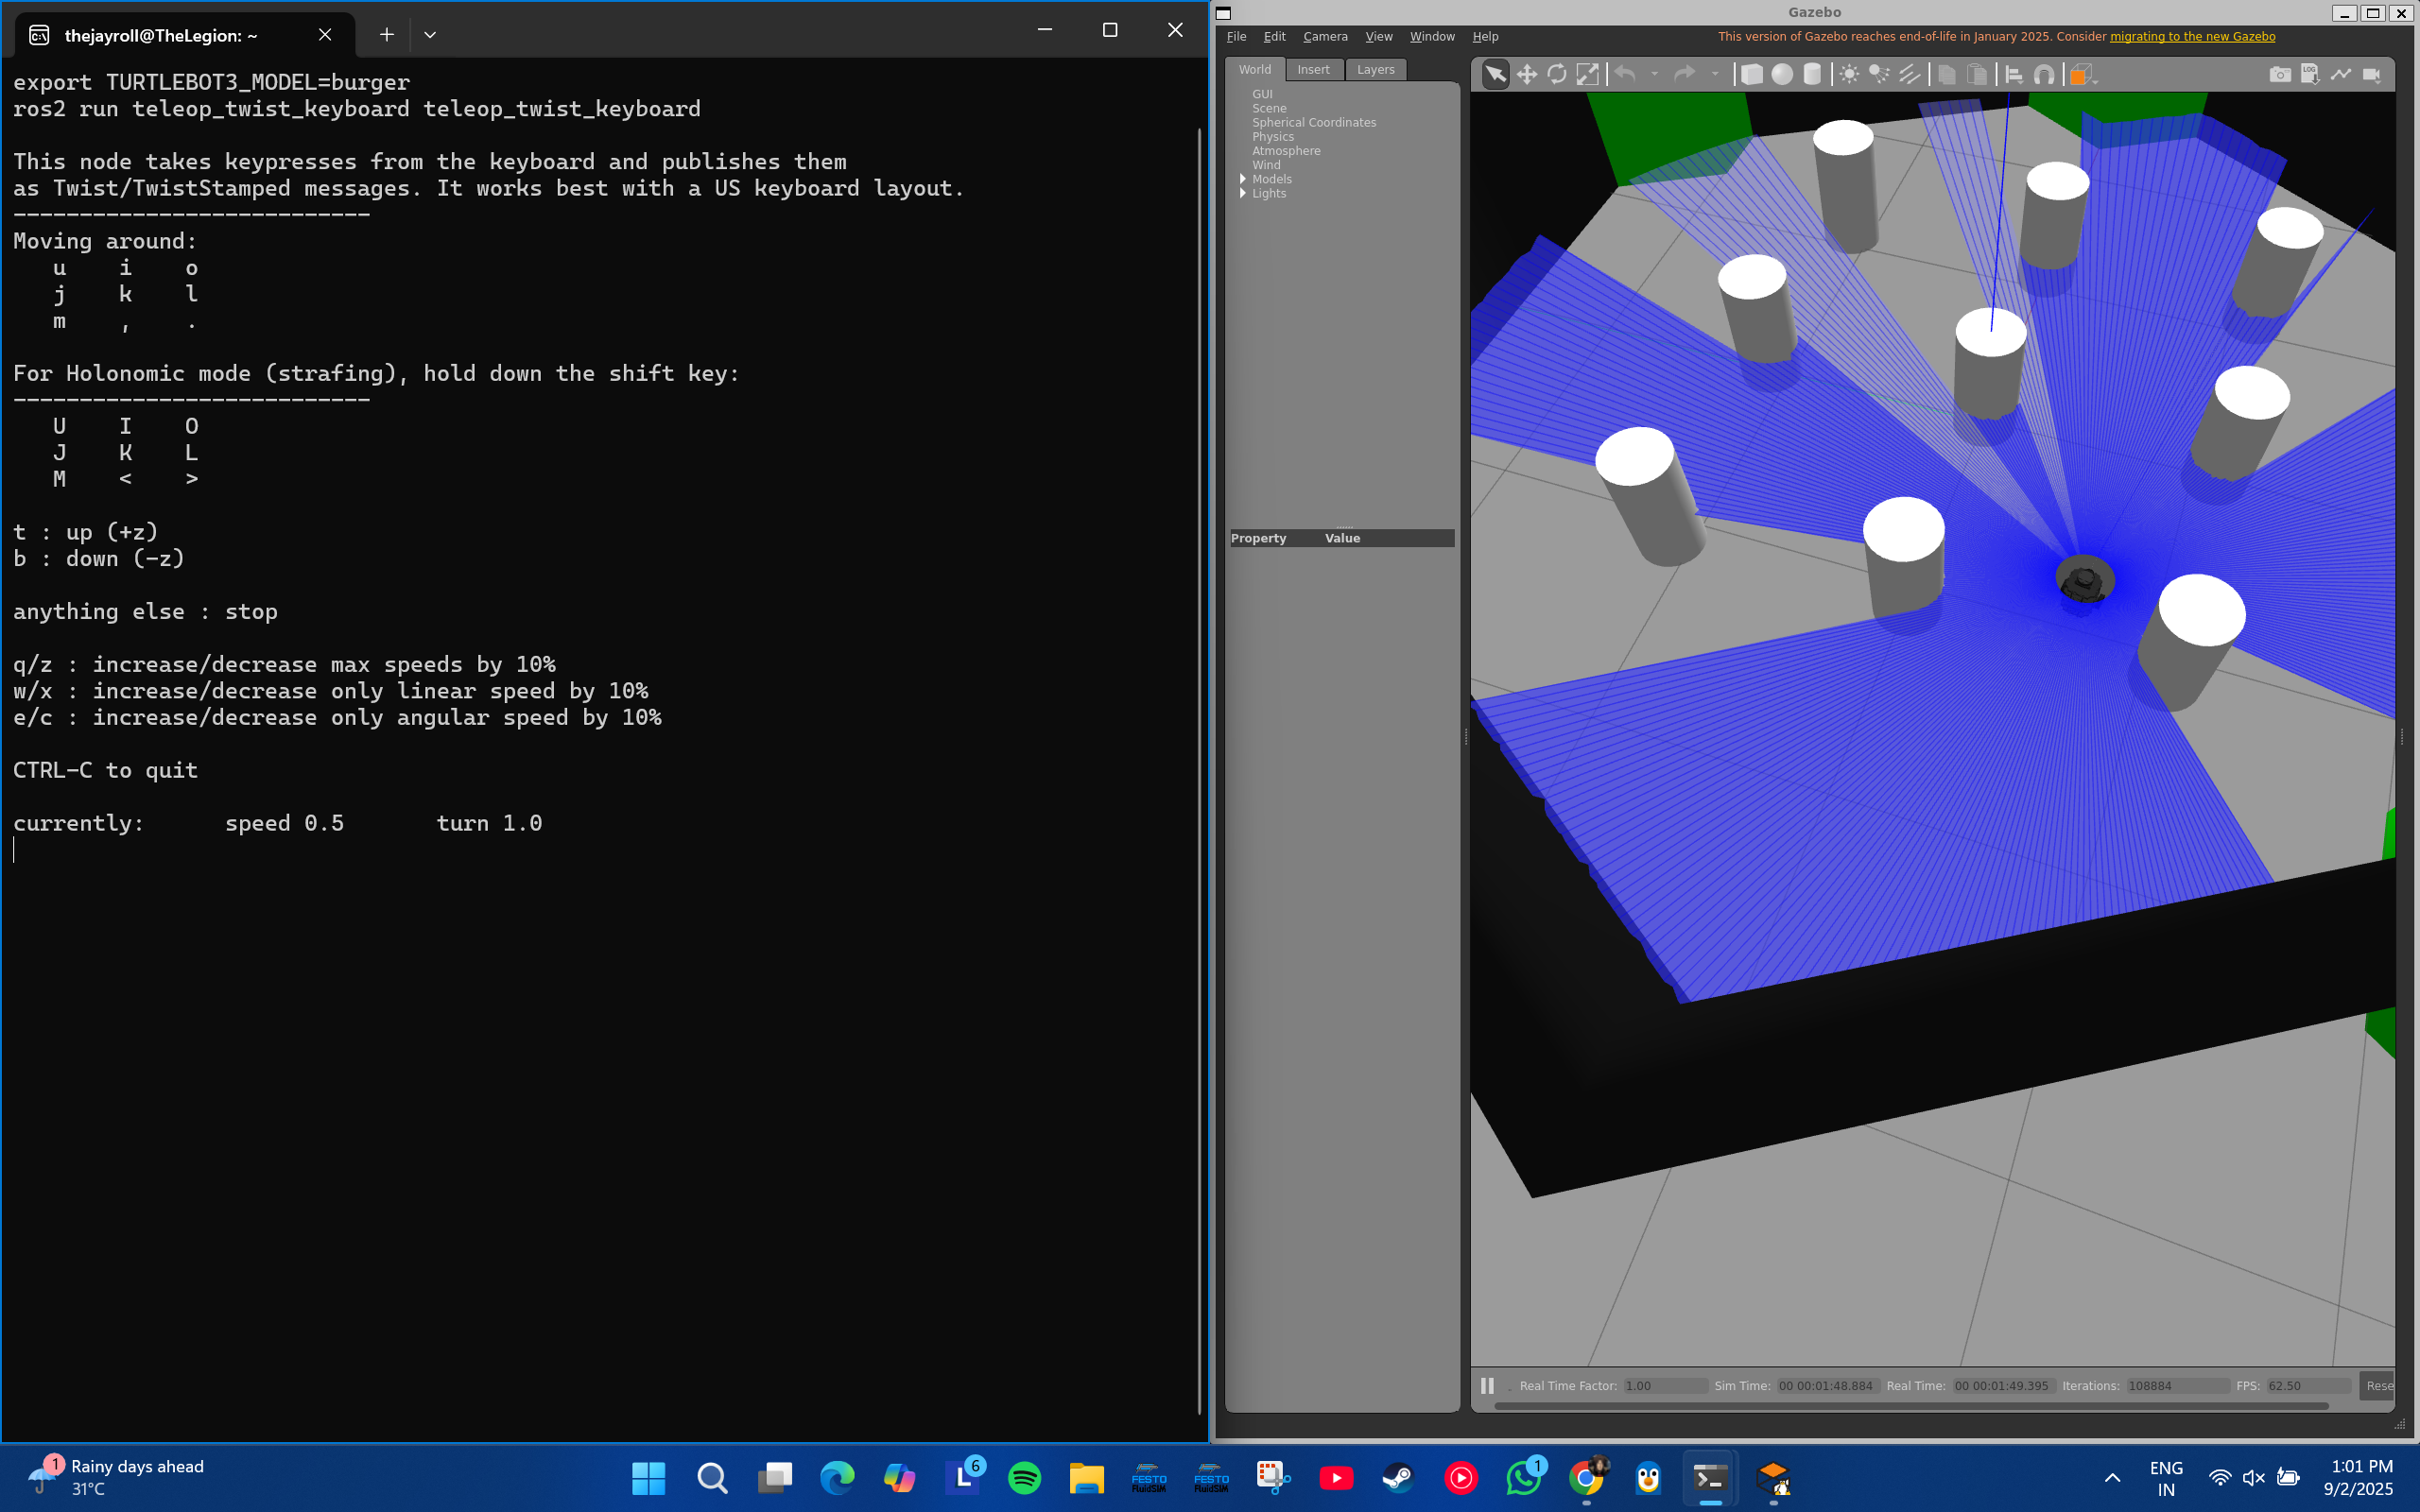 thejayroll@TheLegion: ~
export TURTLEBOT3_MODEL=burger
ros2 run teleop_twist_keyboard teleop_twist_keyboard
This node takes keypresses from the keyboard and publishes them
as Twist/TwistStamped messages. It works best with a US keyboard layout.
---------------------------
Moving around:
u    i    o
j    k    l
m    ,    .
For Holonomic mode (strafing), hold down the shift key:
---------------------------
U    I    O
J    K    L
M    <    >
t : up (+z)
b : down (-z)
anything else : stop
q/z : increase/decrease max speeds by 10%
w/x : increase/decrease only linear speed by 10%
e/c : increase/decrease only angular speed by 10%
CTRL-C to quit
currently:      speed 0.5       turn 1.0
Gazebo
File Edit Camera View Window Help
This version of Gazebo reaches end-of-life in January 2025. Consider migrating to the new Gazebo
World Insert Layers
GUI
Scene
Spherical Coordinates
Physics
Atmosphere
Wind
Models
Lights
Property Value
LOG
Real Time Factor: 1.00 Sim Time: 00 00:01:48.884 Real Time: 00 00:01:49.395 Iterations: 108884 FPS: 62.50 Rese
1
Rainy days ahead
31°C
L 6
FESTO
FluidSIM
FESTO
FluidSIM
1
ENG
IN
1:01 PM
9/2/2025